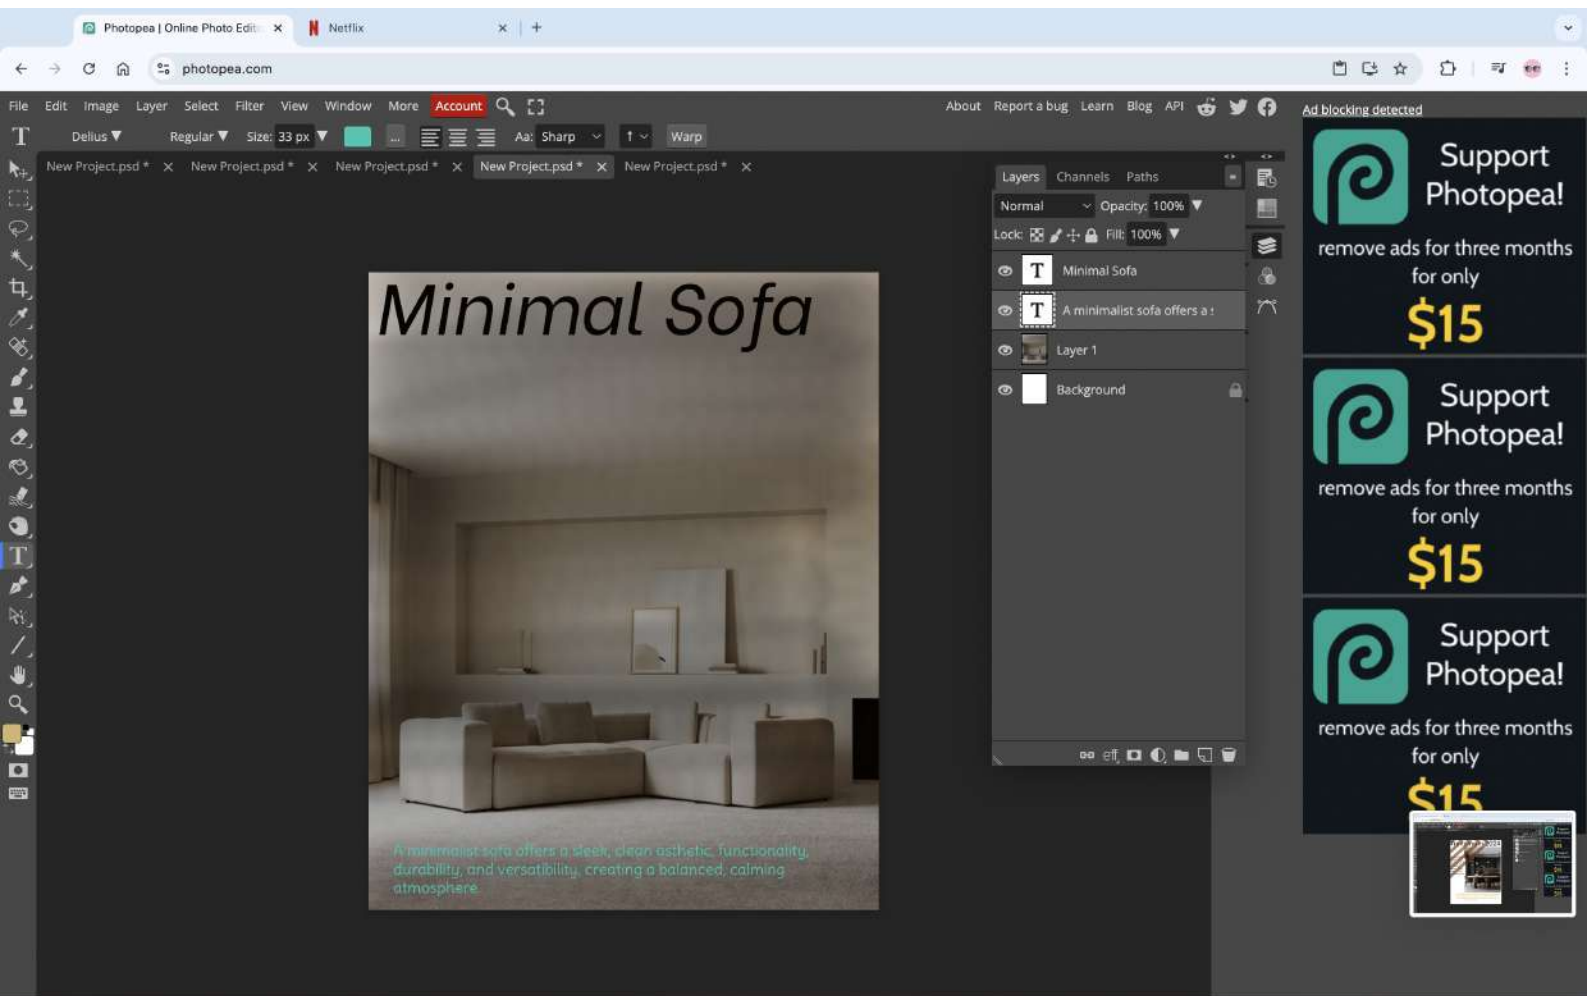 Photopea | Online Photo Edit
Netflix
photopea.com
File Edit Image Layer Select Filter View Window More Account
About Report a bug Learn Blog API
T Delius Regular Size: 33 px ... Aa: Sharp Warp
New Project.psd * New Project.psd * New Project.psd * New Project.psd * New Project.psd *
Layers Channels Paths
Normal Opacity: 100%
Lock: Fill: 100%
T Minimal Sofa
T A minimalist sofa offers a s
Layer 1
Background
eff
Minimal Sofa
A minimalist sofa offers a sleek, clean asthetic, functionality,
durability, and versatibility, creating a balanced, calming
atmosphere.
Ad blocking detected
Support
Photopea!
remove ads for three months
for only
$15
Support
Photopea!
remove ads for three months
for only
$15
Support
Photopea!
remove ads for three months
for only
$15